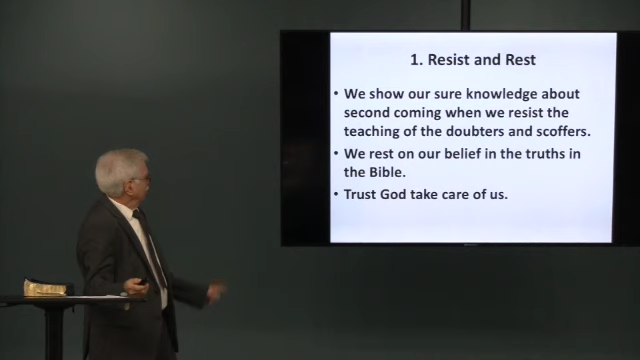 1. Resist and Rest
• We show our sure knowledge about
second coming when we resist the
teaching of the doubters and scoffers.
• We rest on our belief in the truths in
the Bible.
• Trust God take care of us.